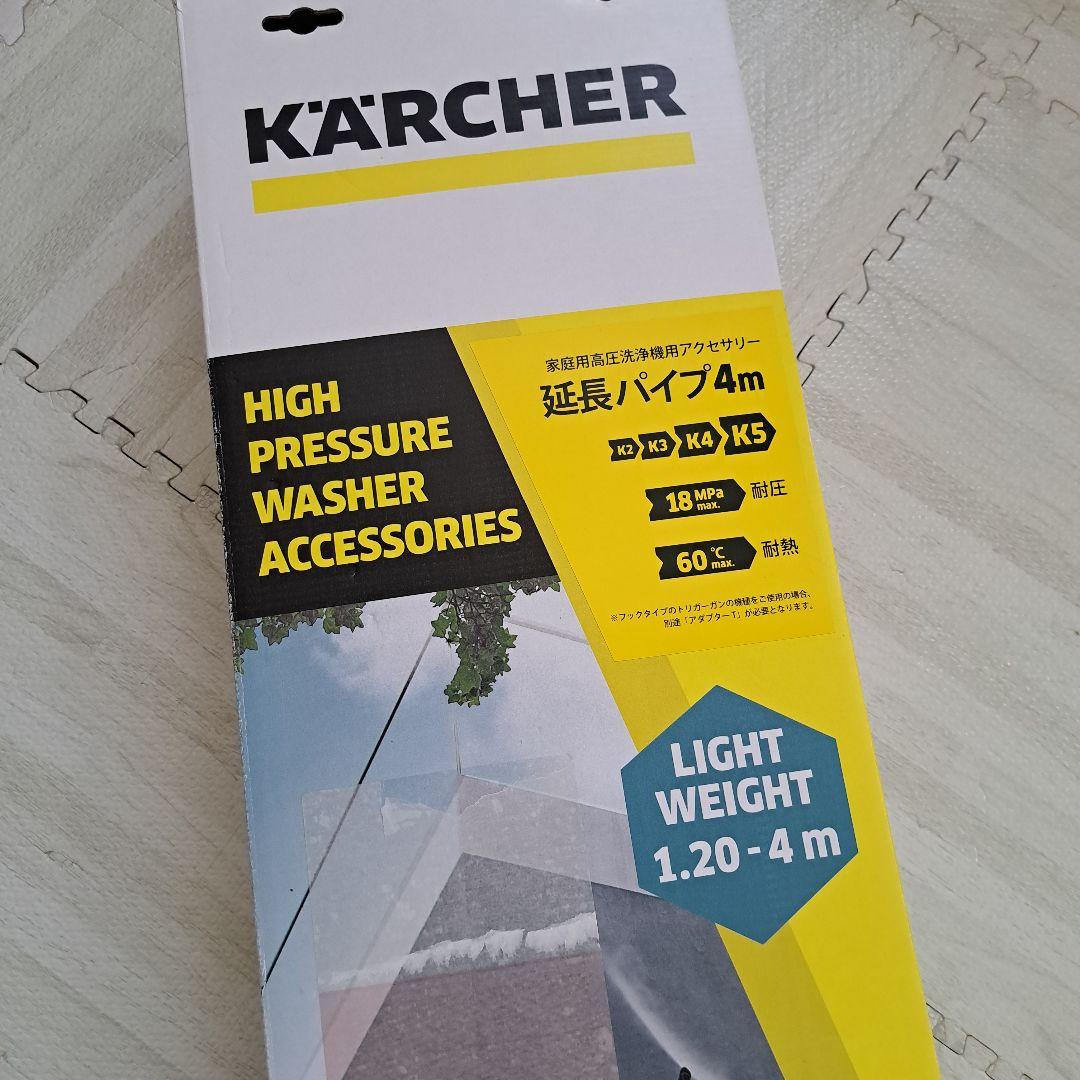 KÄRCHER
HIGH
PRESSURE
WASHER
ACCESSORIES
家庭用高圧洗浄機用アクセサリー
延長パイプ4m
K2 K3 K4 K5
18 MPa max. 耐圧
60 ℃ max. 耐熱
※フックタイプのトリガーガンの機種をご使用の場合、
別途「アダプターT」が必要となります。
LIGHT
WEIGHT
1.20 - 4 m